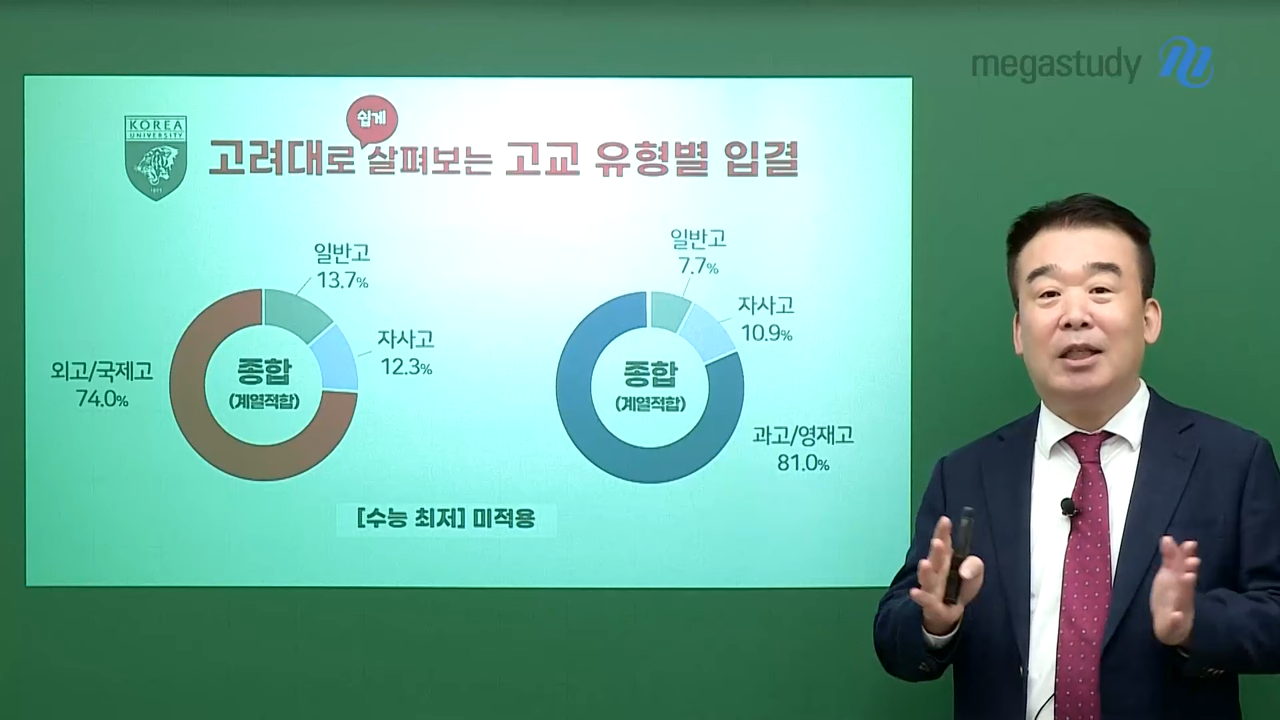 megastudy
KOREA
UNIVERSITY
쉽게
고려대로 살펴보는 고교 유형별 입결
일반고
13.7%
자사고
12.3%
외고/국제고
74.0%
종합
(계열적합)
일반고
7.7%
자사고
10.9%
과고/영재고
81.0%
종합
(계열적합)
[수능 최저] 미적용